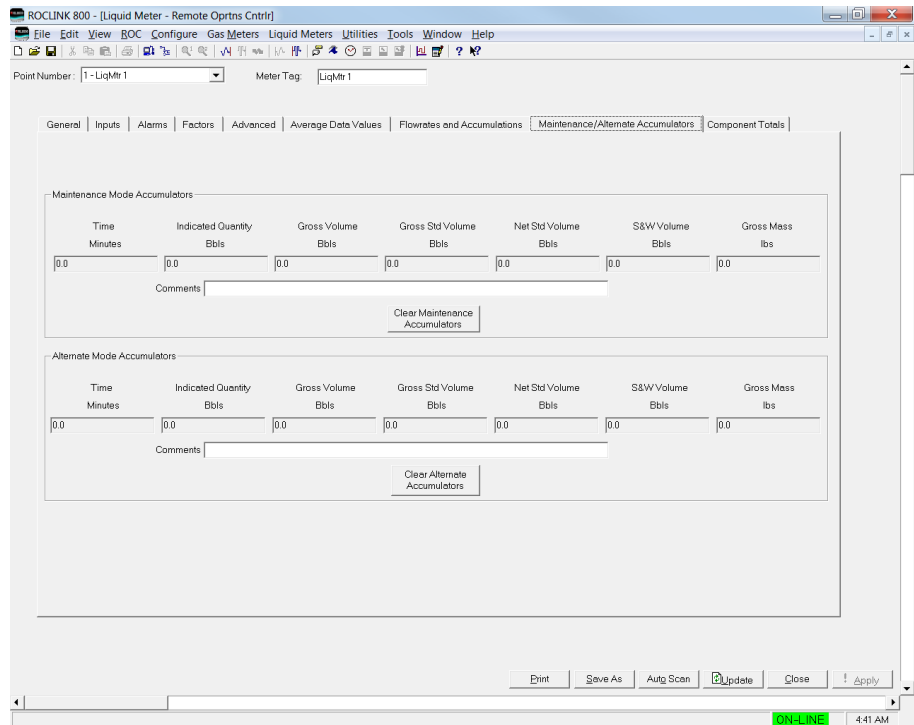 ROCLINK 800 - [Liquid Meter - Remote Oprtns Cntrlr]
File Edit View ROC Configure Gas Meters Liquid Meters Utilities Tools Window Help
Point Number: 1 - LiqMtr 1 Meter Tag: LiqMtr 1
General Inputs Alarms Factors Advanced Average Data Values Flowrates and Accumulations Maintenance/Alternate Accumulators Component Totals
Maintenance Mode Accumulators
Time Indicated Quantity Gross Volume Gross Std Volume Net Std Volume S&W Volume Gross Mass
Minutes Bbls Bbls Bbls Bbls Bbls lbs
0.0 0.0 0.0 0.0 0.0 0.0 0.0
Comments
Clear Maintenance
Accumulators
Alternate Mode Accumulators
Time Indicated Quantity Gross Volume Gross Std Volume Net Std Volume S&W Volume Gross Mass
Minutes Bbls Bbls Bbls Bbls Bbls lbs
0.0 0.0 0.0 0.0 0.0 0.0 0.0
Comments
Clear Alternate
Accumulators
Print Save As Auto Scan Update Close ! Apply
ON-LINE 4:41 AM